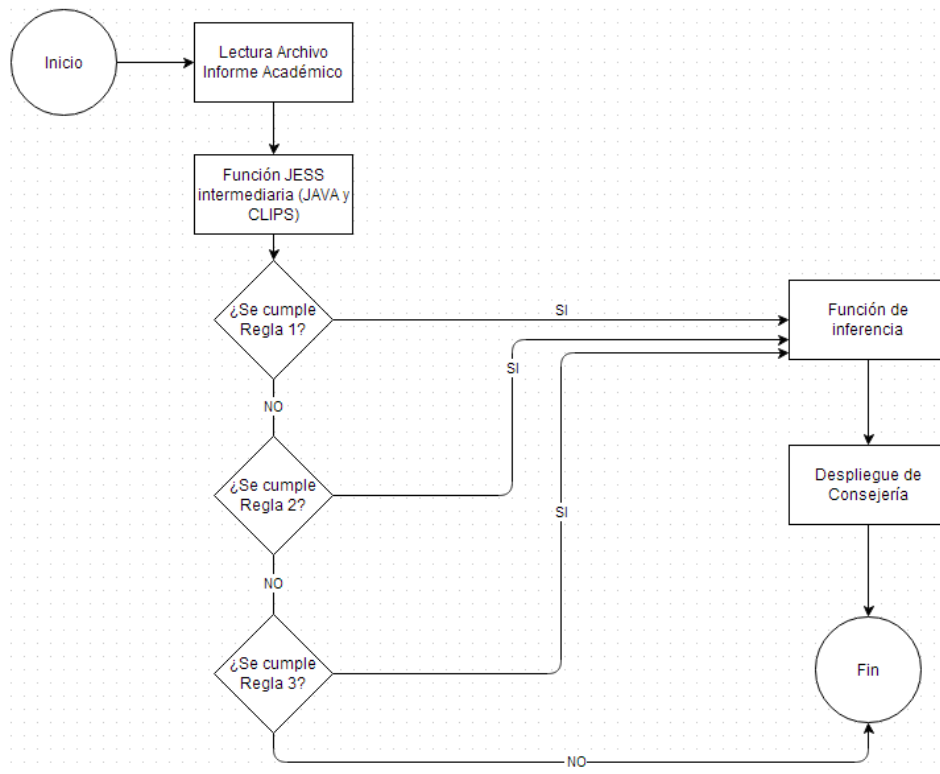 Inicio
Lectura Archivo
Informe Académico
Función JESS
intermediaria (JAVA y
CLIPS)
¿Se cumple
Regla 1?
SI
Función de
inferencia
SI
NO
¿Se cumple
Regla 2?
SI
Despliegue de
Consejería
NO
¿Se cumple
Regla 3?
Fin
NO